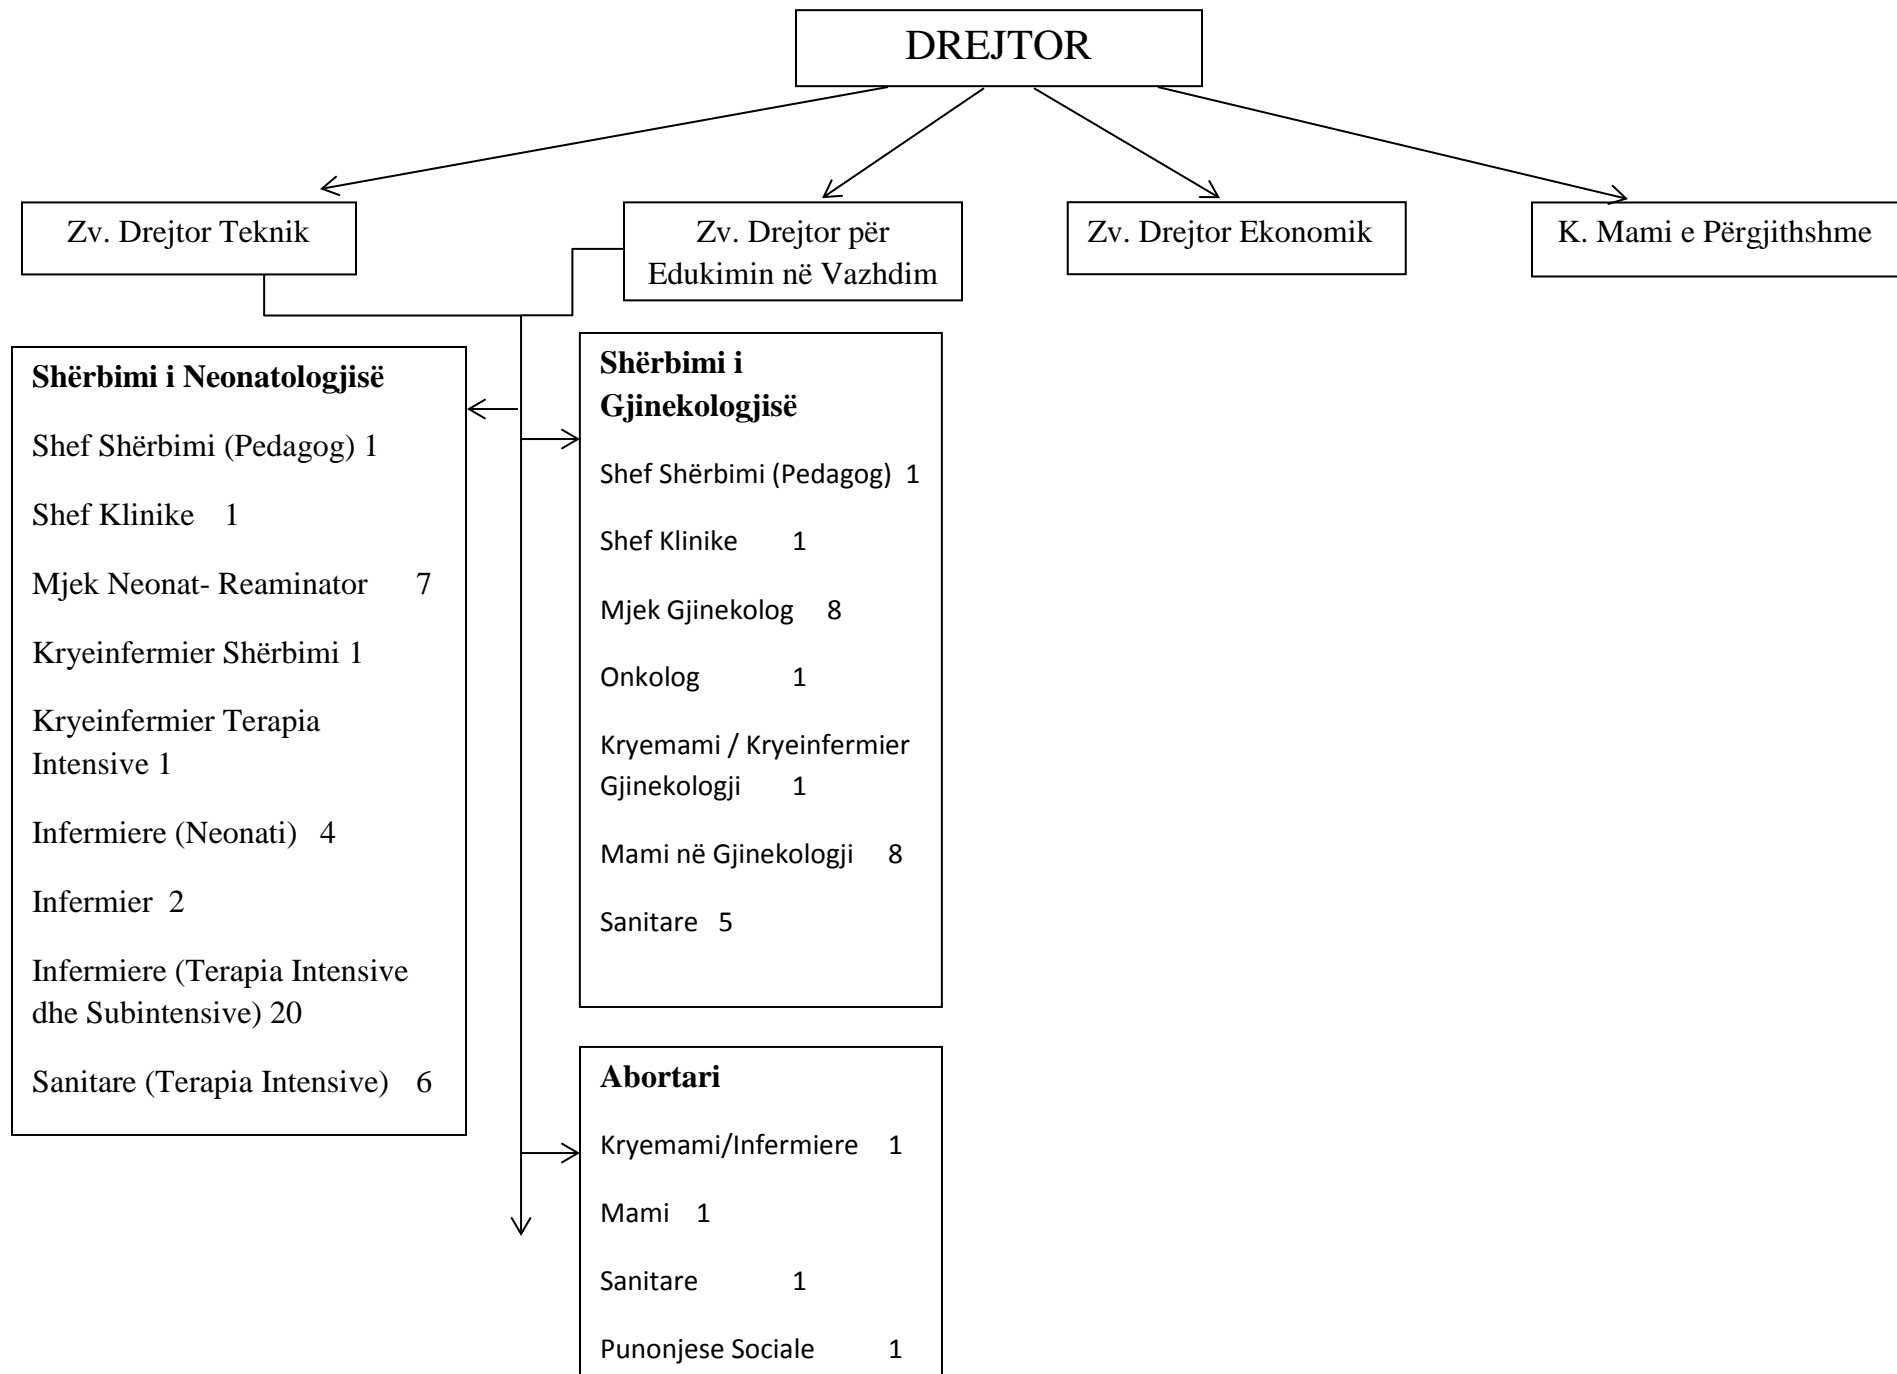 DREJTOR
Zv. Drejtor Teknik
Zv. Drejtor për
Edukimin në Vazhdim
Zv. Drejtor Ekonomik
K. Mami e Përgjithshme
Shërbimi i Neonatologjisë
Shef Shërbimi (Pedagog) 1
Shef Klinike 1
Mjek Neonat- Reaminator 7
Kryeinfermier Shërbimi 1
Kryeinfermier Terapia
Intensive 1
Infermiere (Neonati) 4
Infermier 2
Infermiere (Terapia Intensive
dhe Subintensive) 20
Sanitare (Terapia Intensive) 6
Shërbimi i
Gjinekologjisë
Shef Shërbimi (Pedagog) 1
Shef Klinike 1
Mjek Gjinekolog 8
Onkolog 1
Kryemami / Kryeinfermier
Gjinekologji 1
Mami në Gjinekologji 8
Sanitare 5
Abortari
Kryemami/Infermiere 1
Mami 1
Sanitare 1
Punonjese Sociale 1